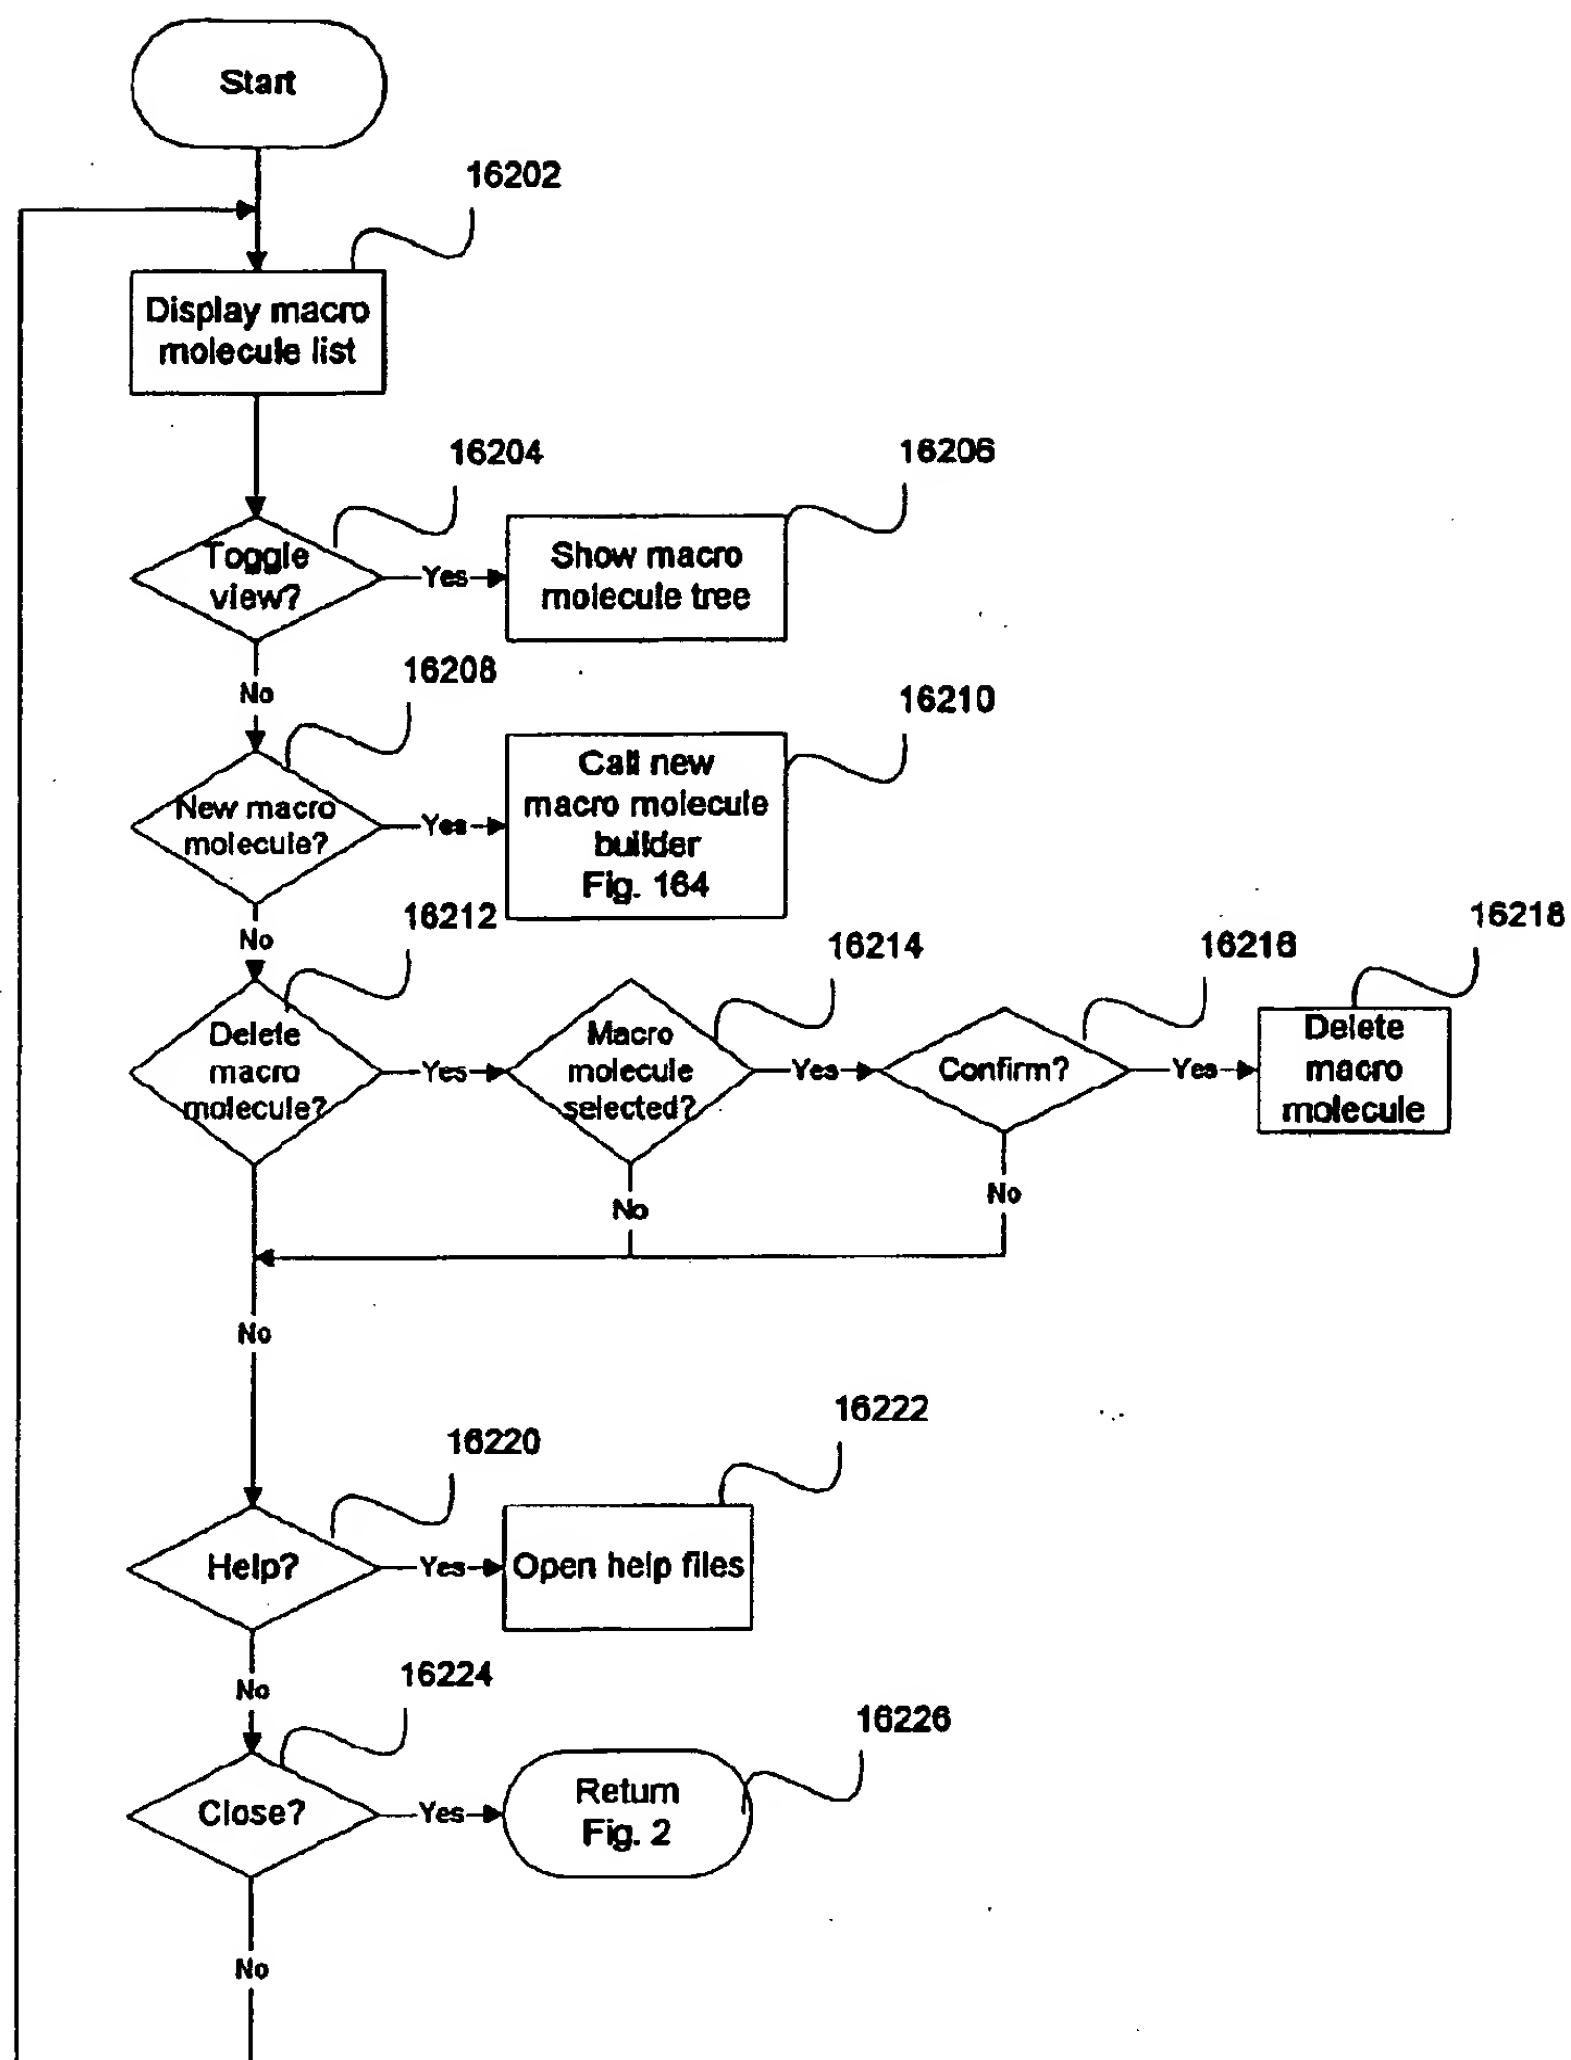 Start
16202
Display macro
molecule list
16204
16206
Toggle
view?
Yes
Show macro
molecule tree
No
16208
16210
New macro
molecule?
Yes
Call new
macro molecule
builder
Fig. 164
No
16212
16214
16216
16218
Delete
macro
molecule?
Yes
Macro
molecule
selected?
Yes
Confirm?
Yes
Delete
macro
molecule
No
No
No
16220
16222
Help?
Yes
Open help files
No
16224
16226
Close?
Yes
Return
Fig. 2
No